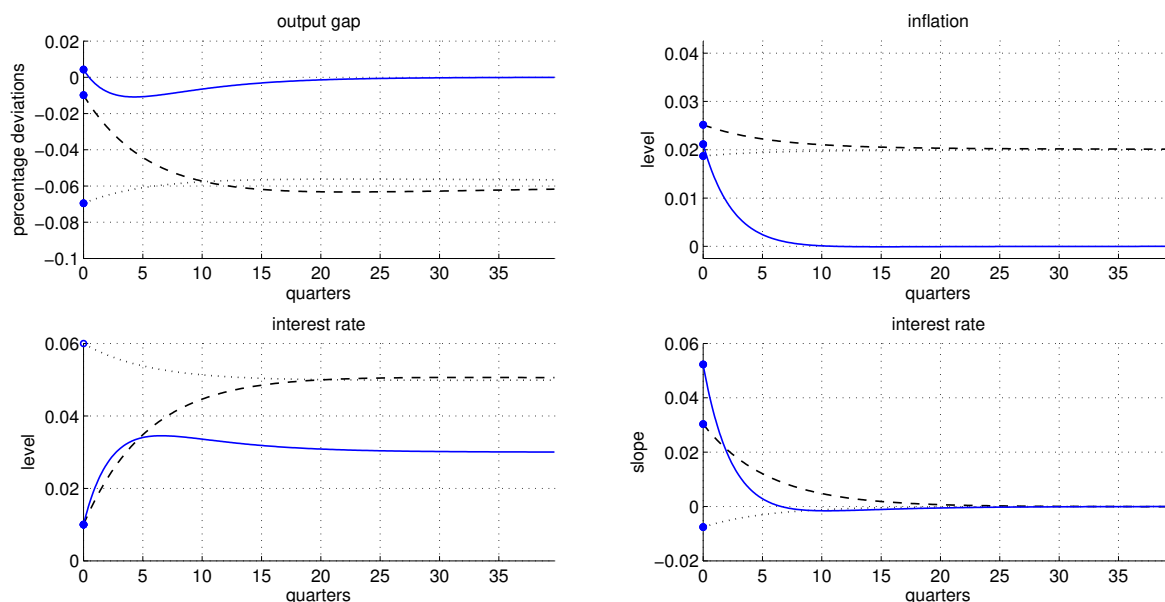 output gap
percentage deviations
0.02
0
−0.02
−0.04
−0.06
−0.08
−0.1
0 5 10 15 20 25 30 35
quarters
inflation
level
0.04
0.03
0.02
0.01
0
0 5 10 15 20 25 30 35
quarters
interest rate
level
0.06
0.04
0.02
0
0 5 10 15 20 25 30 35
quarters
interest rate
slope
0.06
0.04
0.02
0
−0.02
0 5 10 15 20 25 30 35
quarters